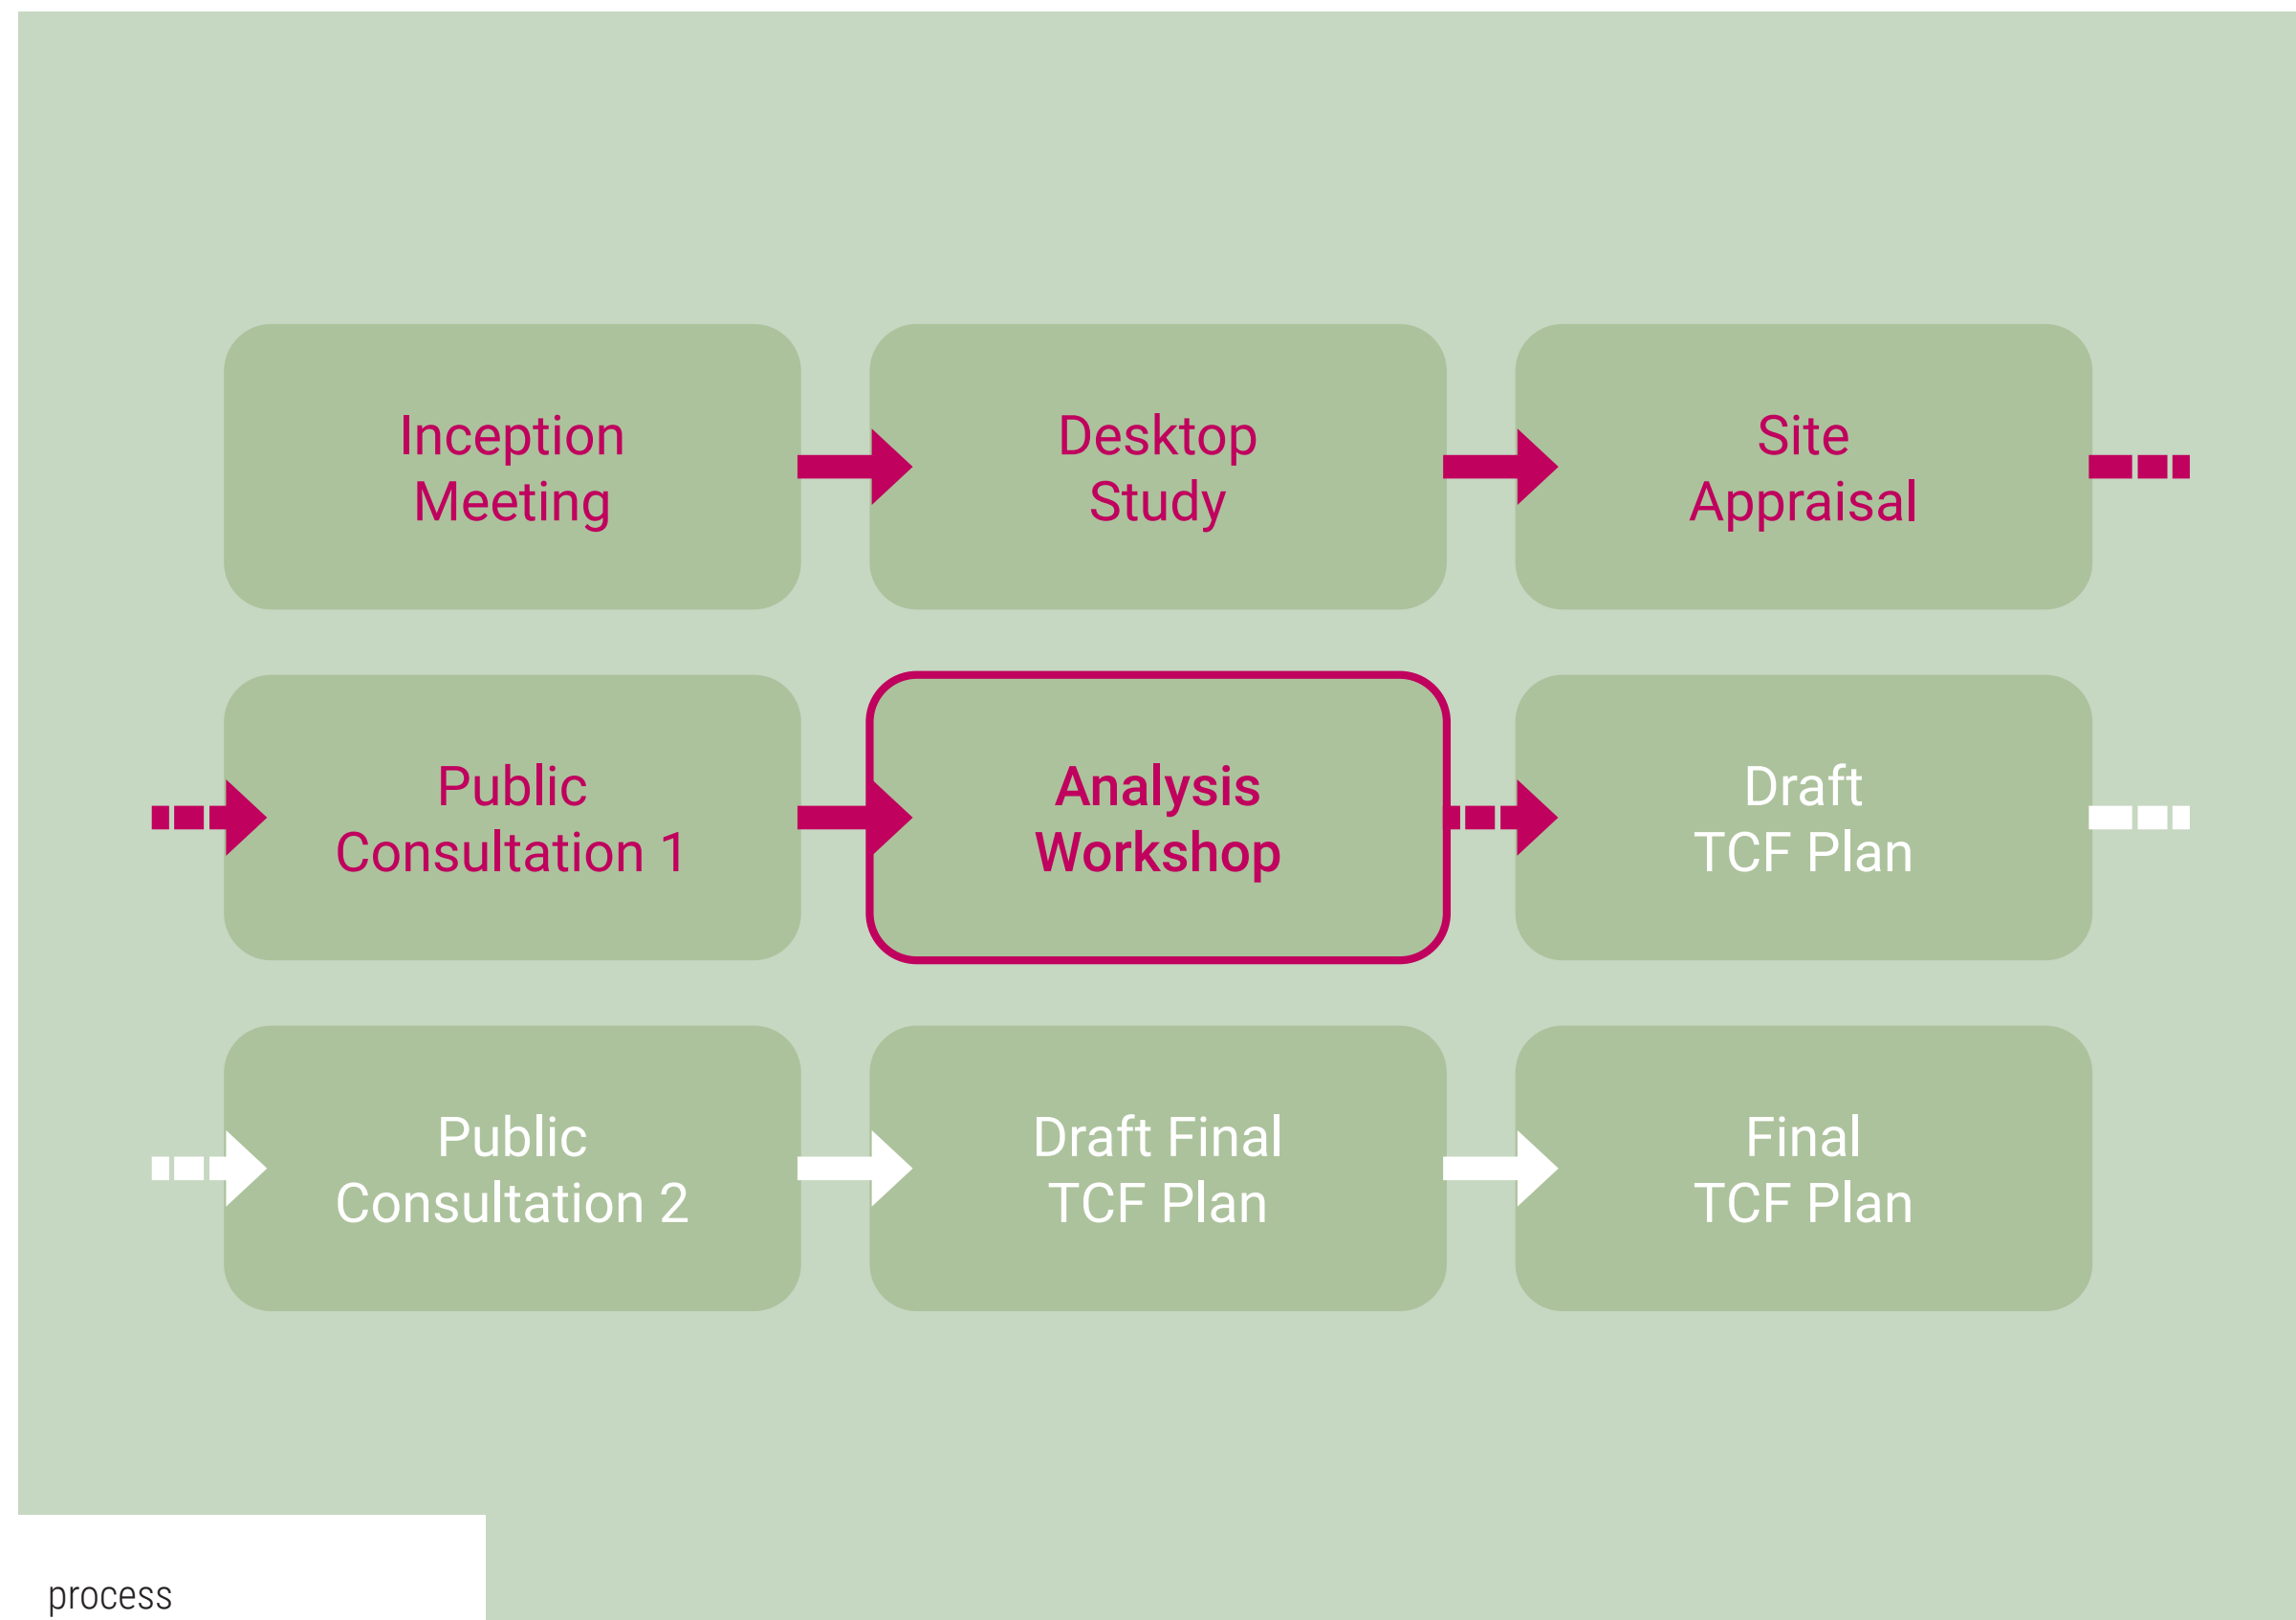 Inception
Meeting
Desktop
Study
Site
Appraisal
Public
Consultation 1
Analysis
Workshop
Draft
TCF Plan
Public
Consultation 2
Draft Final
TCF Plan
Final
TCF Plan
process